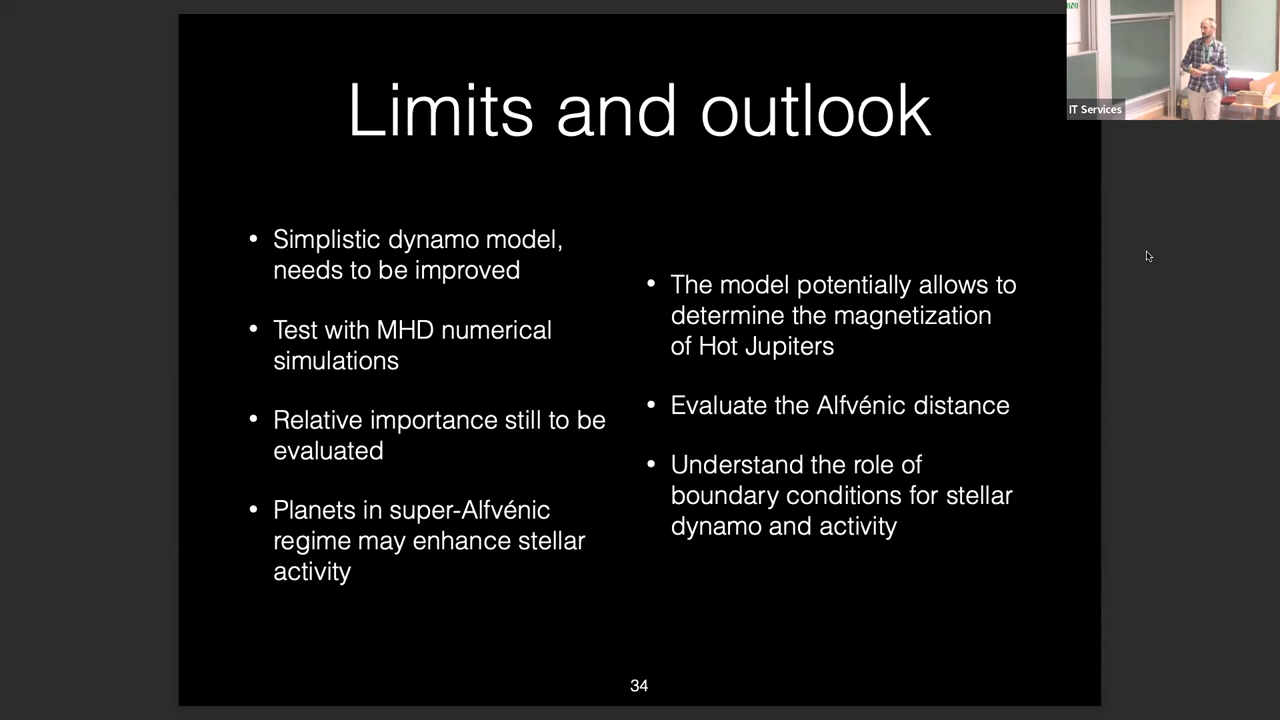 Limits and outlook
• Simplistic dynamo model,
needs to be improved
• Test with MHD numerical
simulations
• Relative importance still to be
evaluated
• Planets in super-Alfvénic
regime may enhance stellar
activity
• The model potentially allows to
determine the magnetization
of Hot Jupiters
• Evaluate the Alfvénic distance
• Understand the role of
boundary conditions for stellar
dynamo and activity
34
IT Services